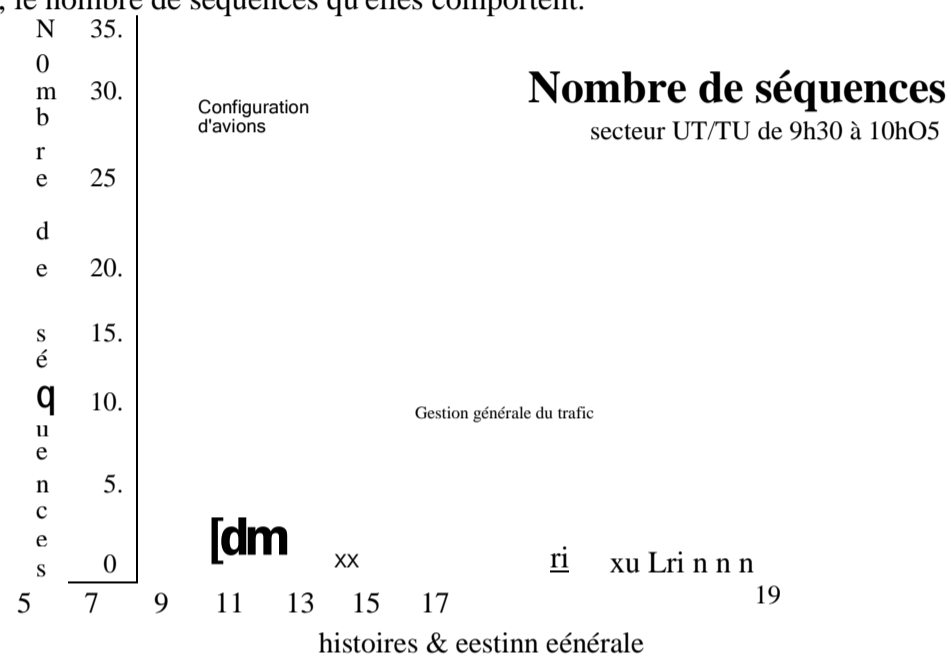 , le nombre de séquences qu'elles comportent.
N 35.
0
m 30.
b
r
e 25
d
e 20.
s 15.
é
q 10.
u
e
n 5.
c
e
s 0
Configuration
d'avions
Nombre de séquences
secteur UT/TU de 9h30 à 10hO5
Gestion générale du trafic
[dm
xx
ri xu Lri n n n
5 7 9 11 13 15 17 19
histoires & eestinn eénérale